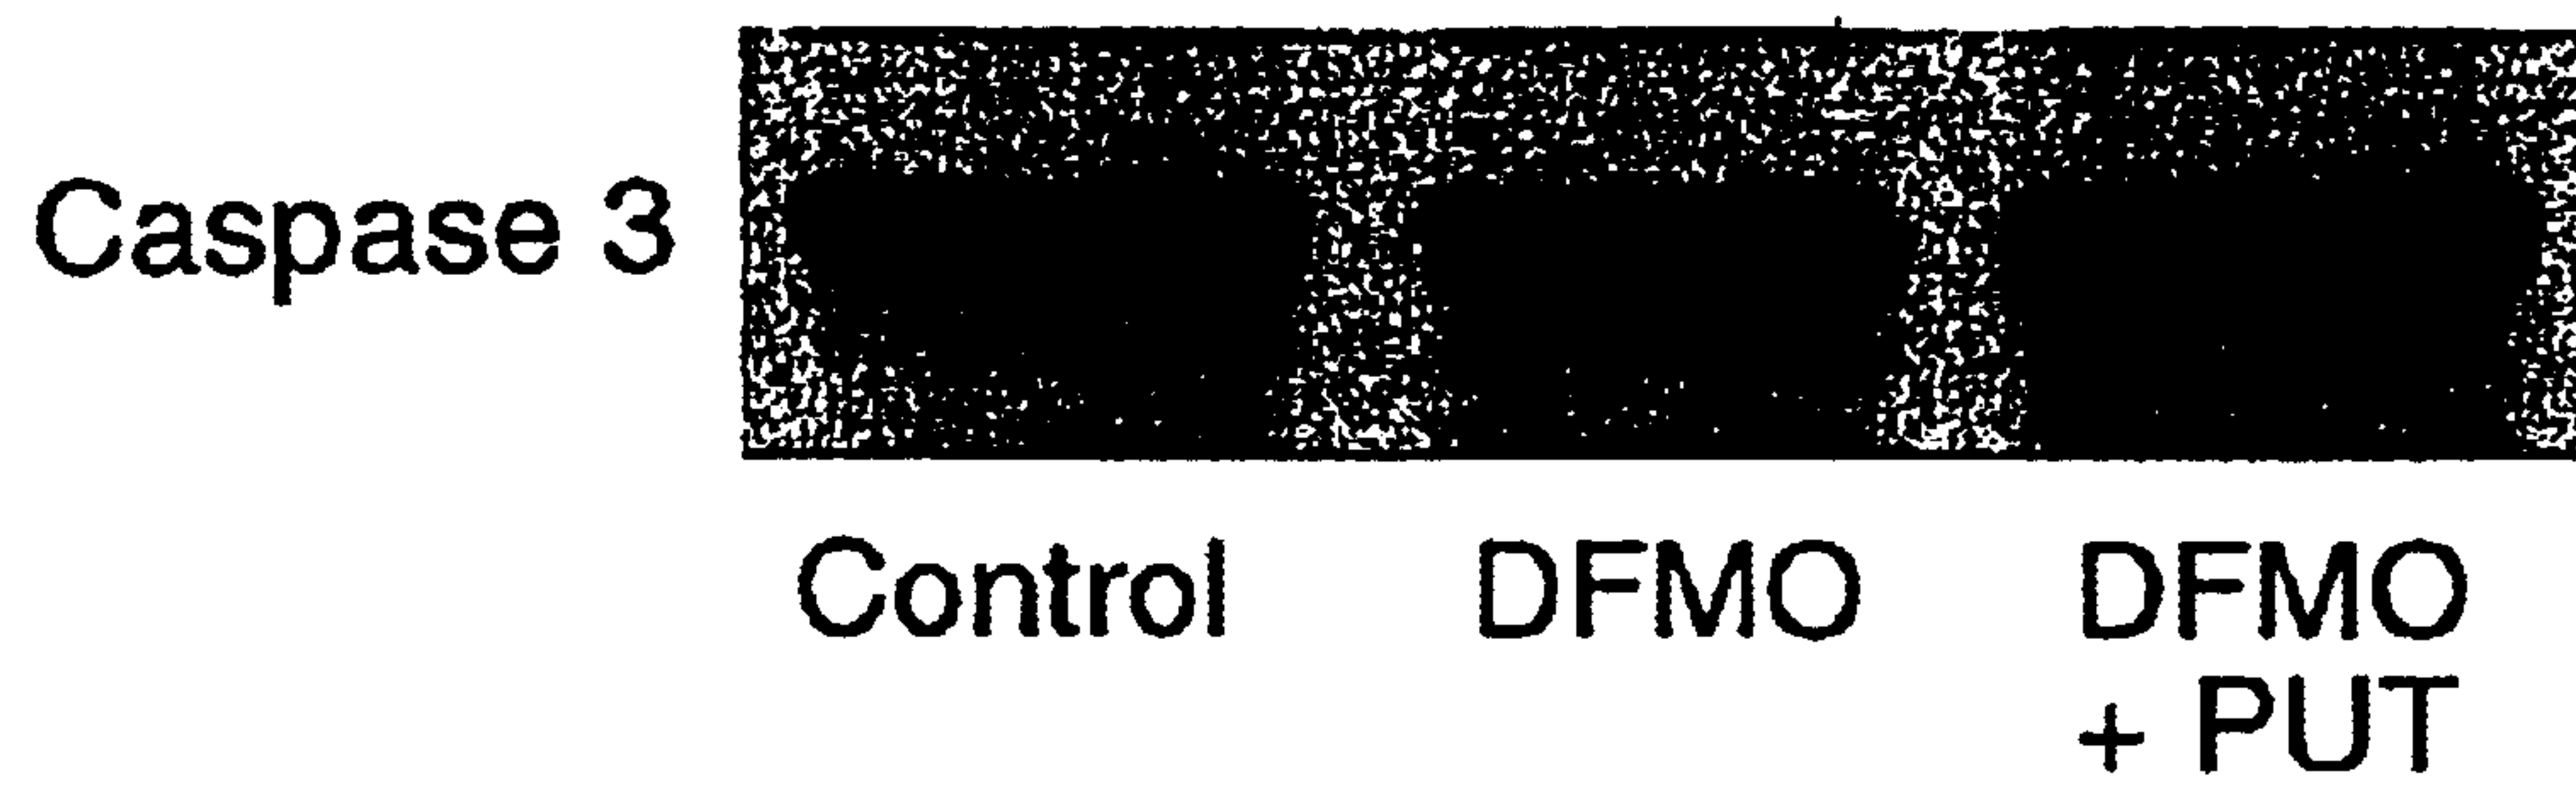 Caspase 3
Control
DFMO
DFMO
+ PUT